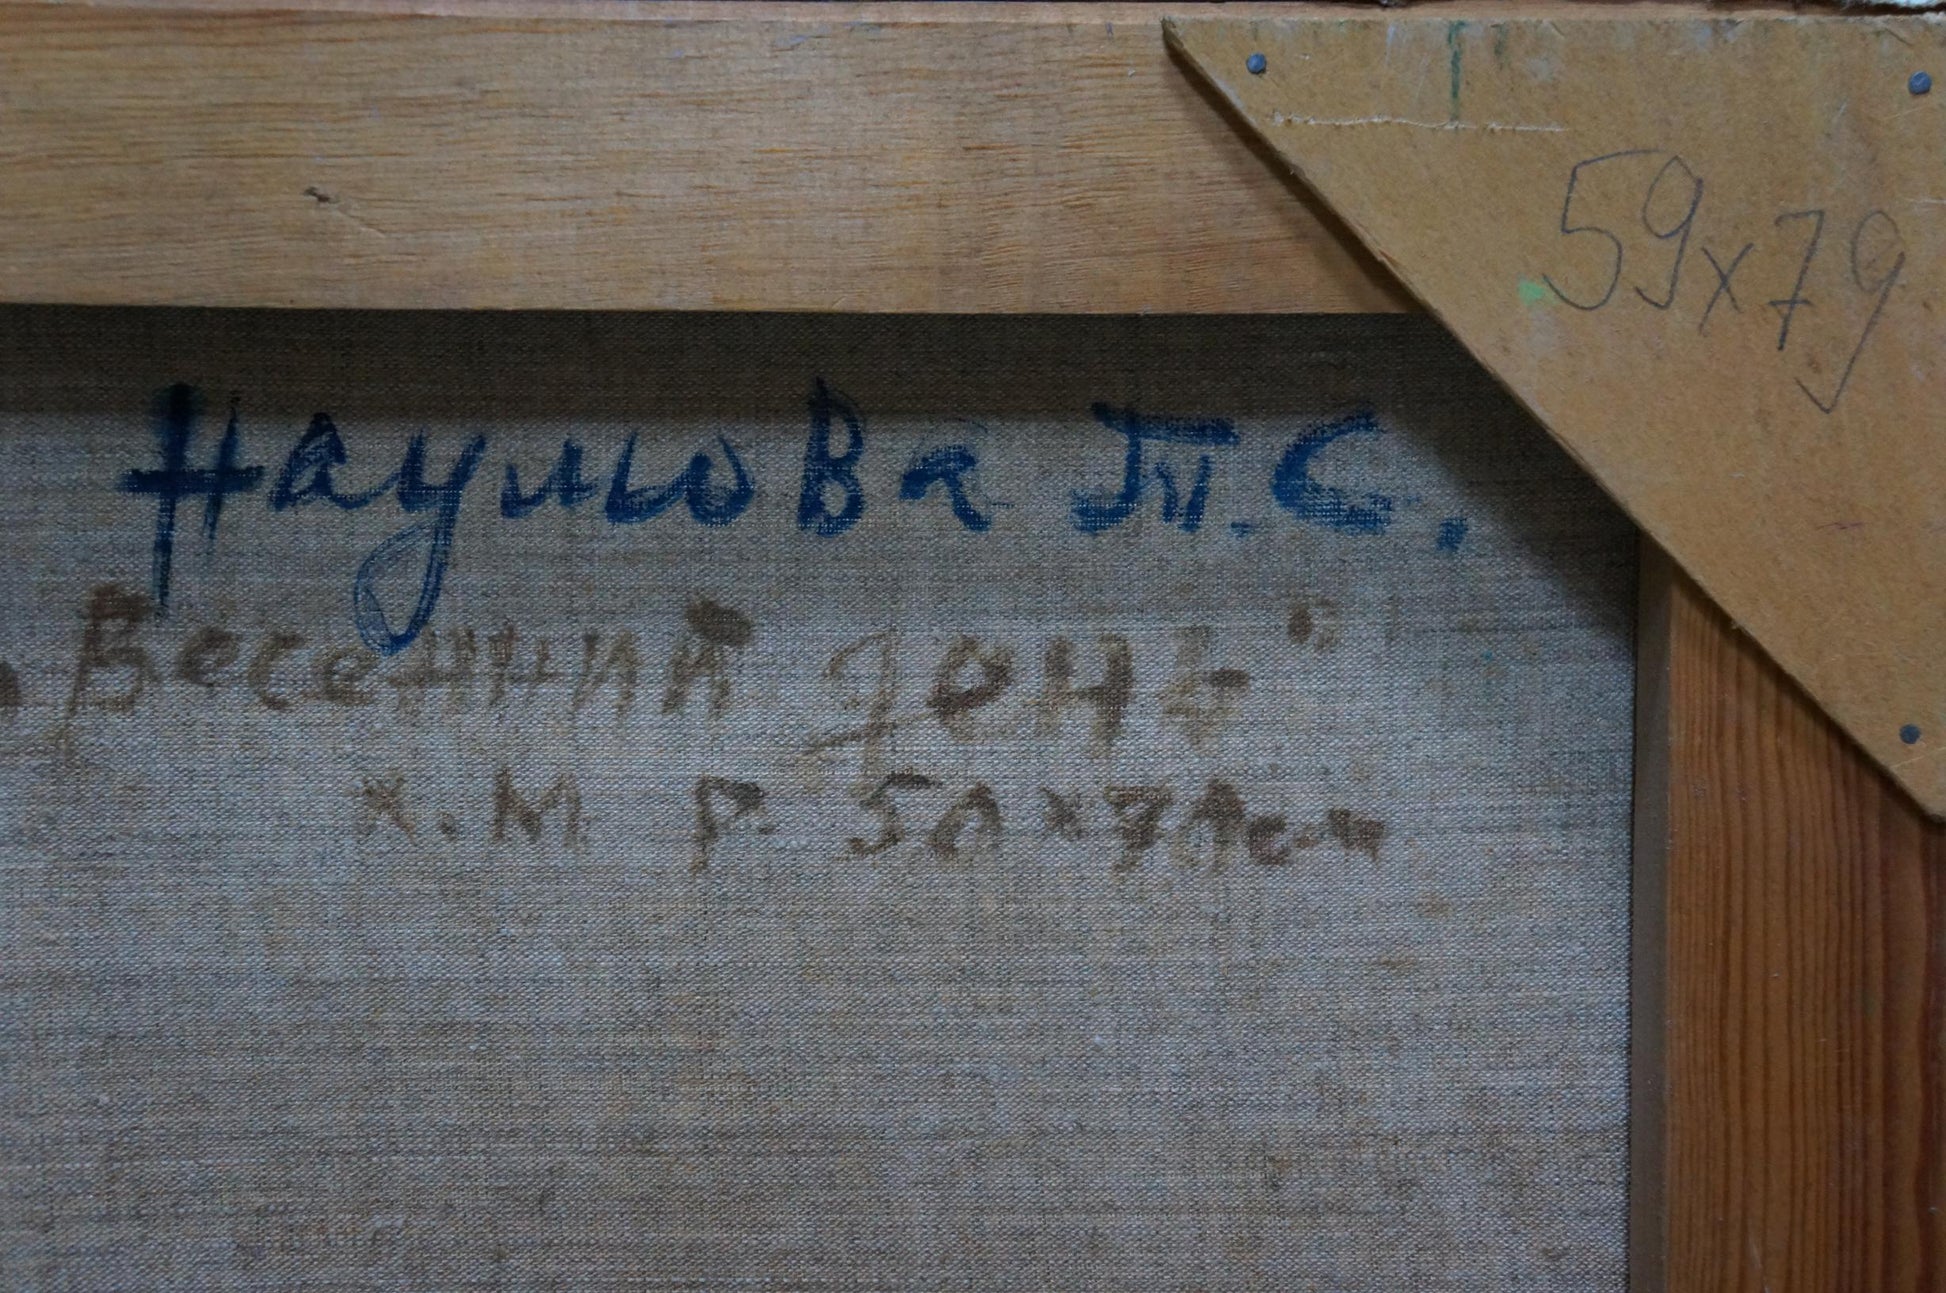 59x79
Наумова Т.С.
„Весенний день"
х.м р. 50x70см